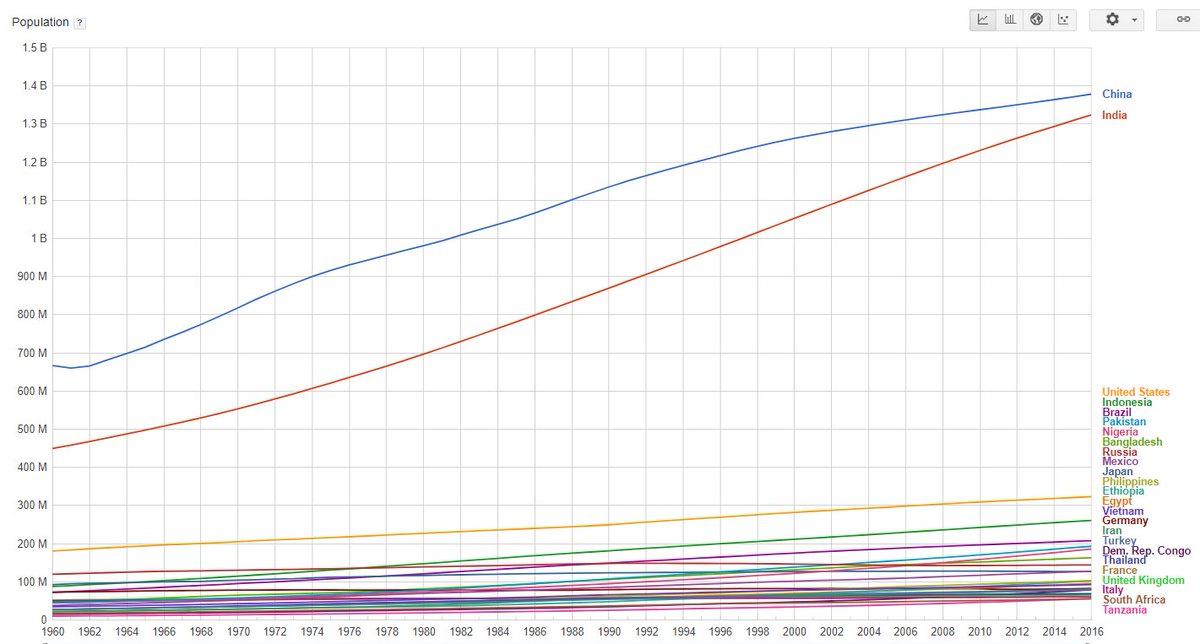 Population ?
1.5 B
1.4 B
1.3 B
1.2 B
1.1 B
1 B
900 M
800 M
700 M
600 M
500 M
400 M
300 M
200 M
100 M
0
China
India
United States
Indonesia
Brazil
Pakistan
Nigeria
Bangladesh
Russia
Mexico
Japan
Philippines
Ethiopia
Egypt
Vietnam
Germany
Iran
Turkey
Dem. Rep. Congo
Thailand
France
United Kingdom
Italy
South Africa
Tanzania
1960 1962 1964 1966 1968 1970 1972 1974 1976 1978 1980 1982 1984 1986 1988 1990 1992 1994 1996 1998 2000 2002 2004 2006 2008 2010 2012 2014 2016